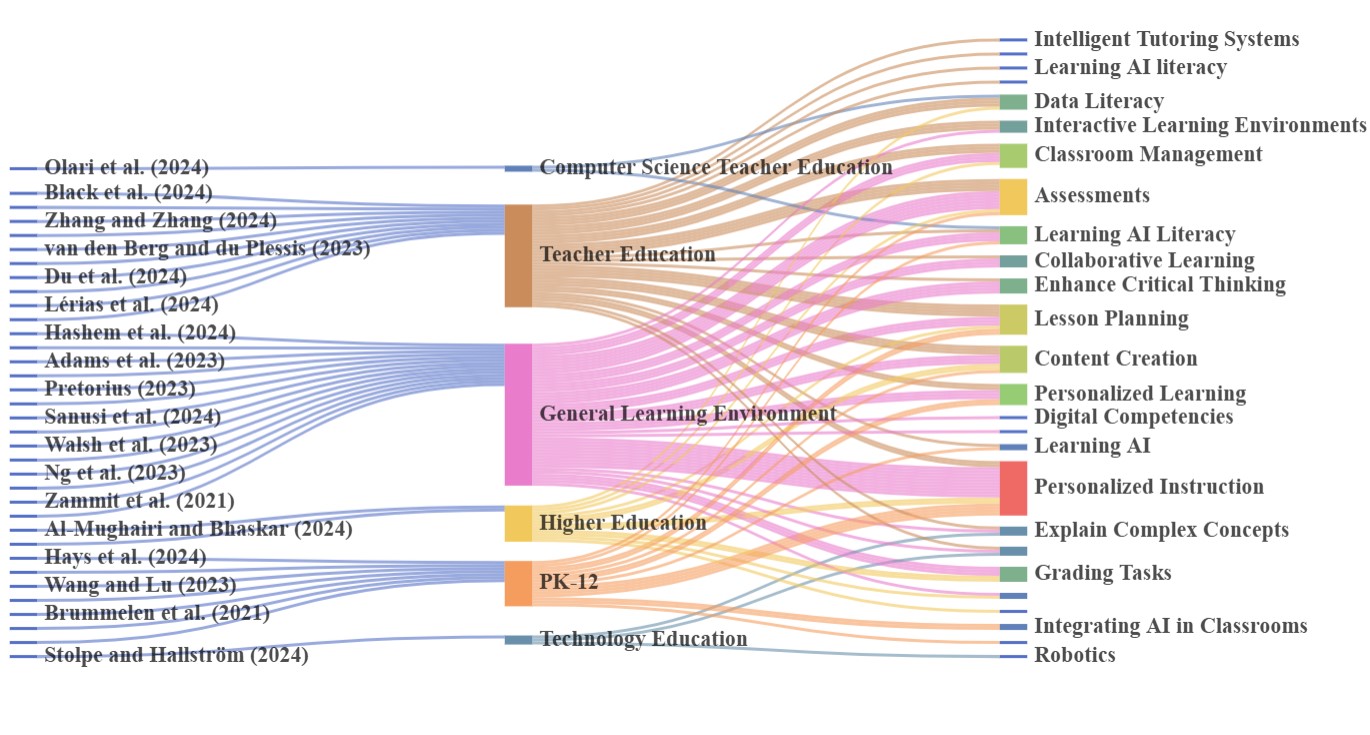 Olari et al. (2024)
Black et al. (2024)
Zhang and Zhang (2024)
van den Berg and du Plessis (2023)
Du et al. (2024)
Lérias et al. (2024)
Hashem et al. (2024)
Adams et al. (2023)
Pretorius (2023)
Sanusi et al. (2024)
Walsh et al. (2023)
Ng et al. (2023)
Zammit et al. (2021)
Al-Mughairi and Bhaskar (2024)
Hays et al. (2024)
Wang and Lu (2023)
Brummelen et al. (2021)
Stolpe and Hallström (2024)
Computer Science Teacher Education
Teacher Education
General Learning Environment
Higher Education
PK-12
Technology Education
Intelligent Tutoring Systems
Learning AI literacy
Data Literacy
Interactive Learning Environments
Classroom Management
Assessments
Learning AI Literacy
Collaborative Learning
Enhance Critical Thinking
Lesson Planning
Content Creation
Personalized Learning
Digital Competencies
Learning AI
Personalized Instruction
Explain Complex Concepts
Grading Tasks
Integrating AI in Classrooms
Robotics